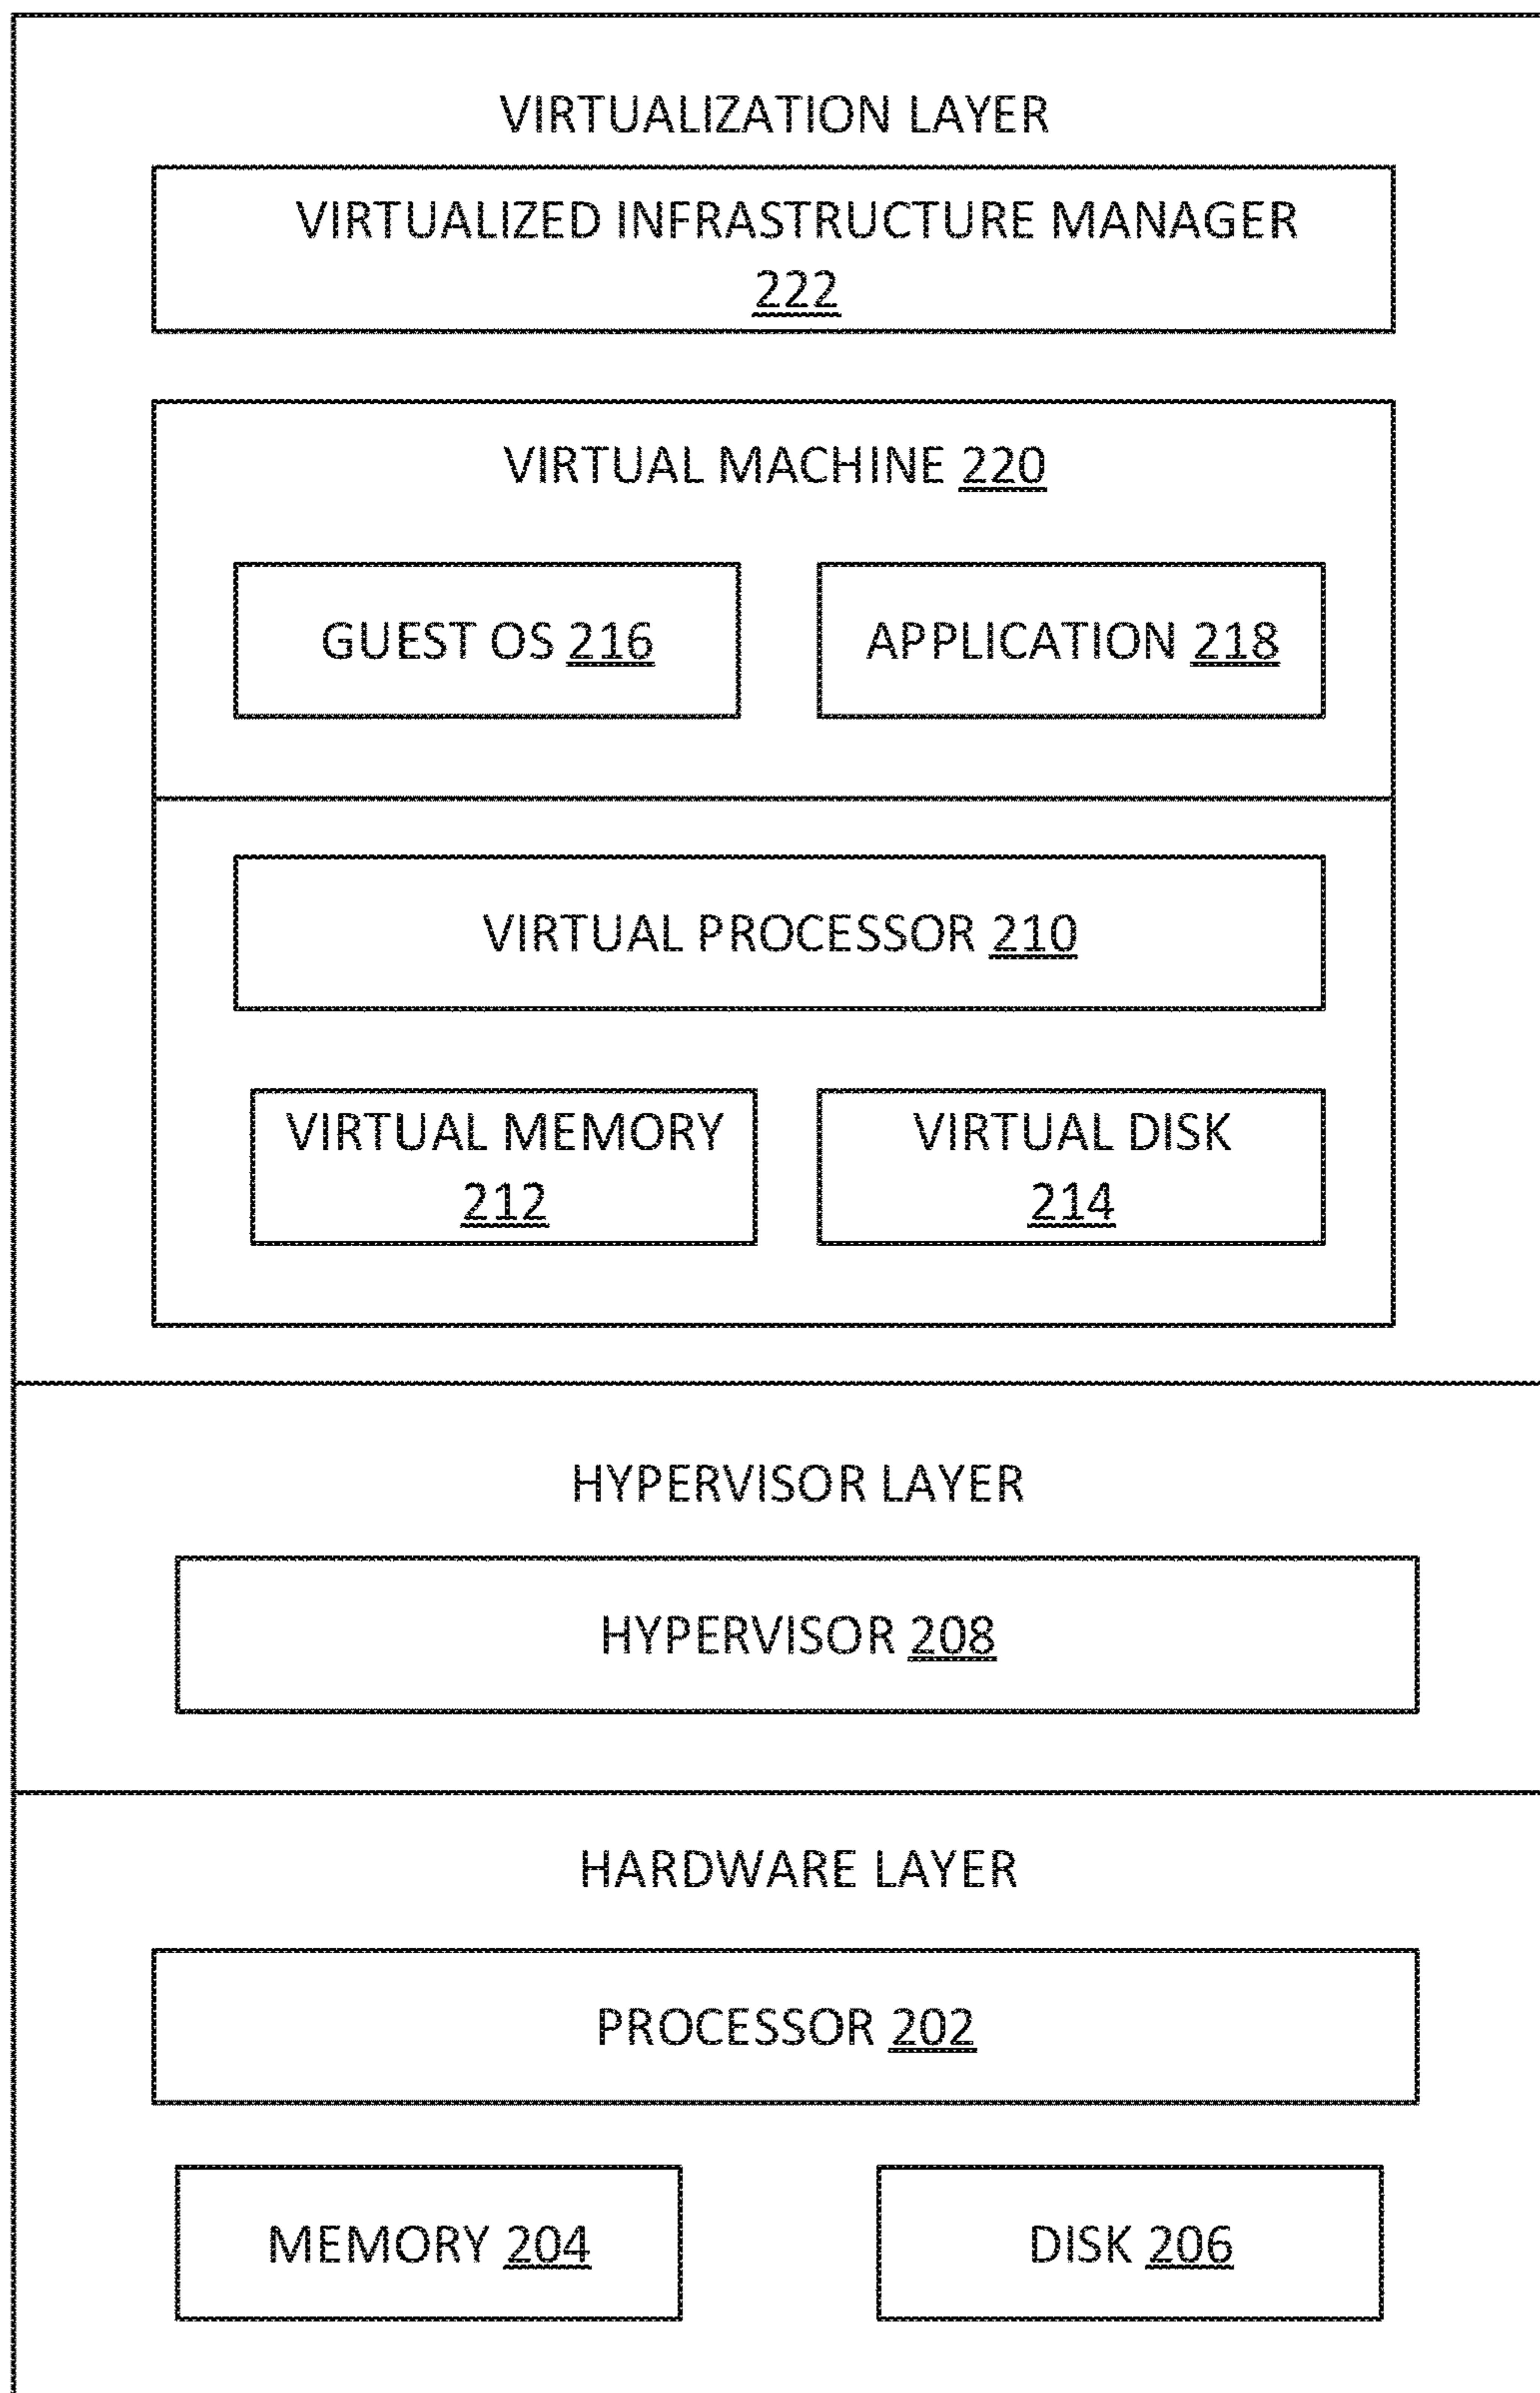 VIRTUALIZATION LAYER
VIRTUALIZED INFRASTRUCTURE MANAGER
222
VIRTUAL MACHINE 220
GUEST OS 216
APPLICATION 218
VIRTUAL PROCESSOR 210
VIRTUAL MEMORY
212
VIRTUAL DISK
214
HYPERVISOR LAYER
HYPERVISOR 208
HARDWARE LAYER
PROCESSOR 202
MEMORY 204
DISK 206